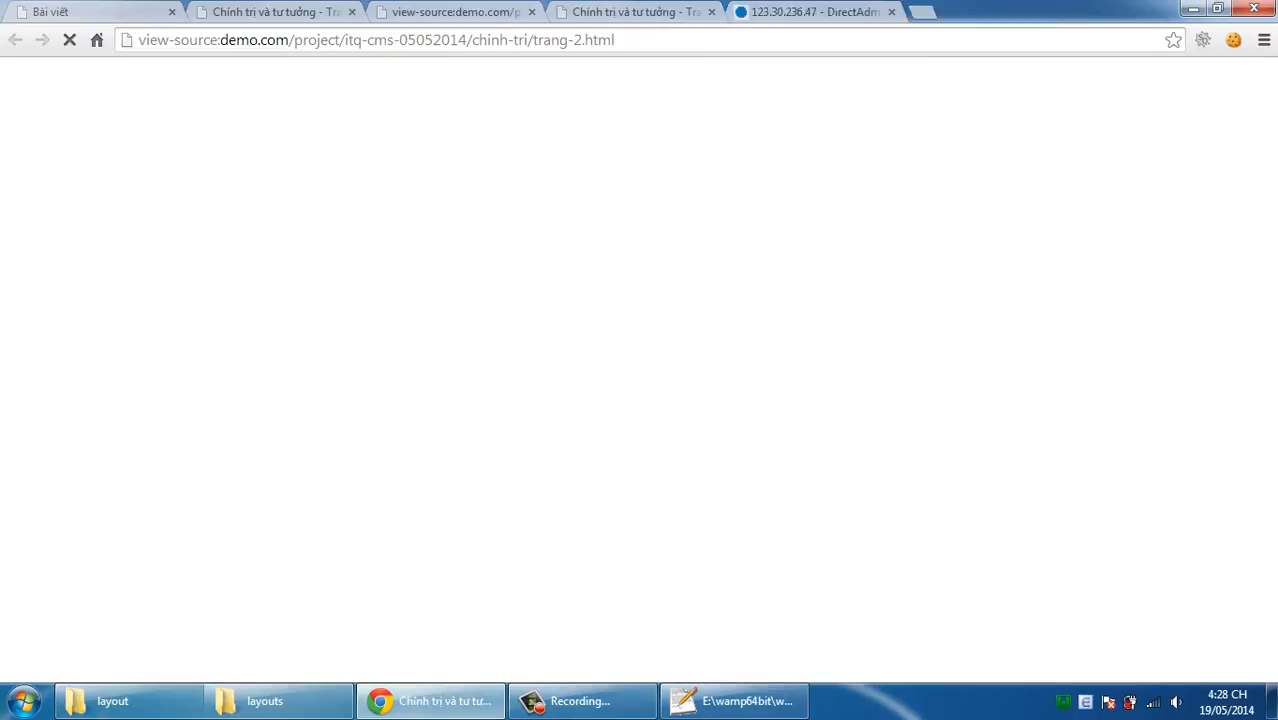 Bài viết
Chính trị và tư tưởng - Tra
view-source:demo.com/p
Chính trị và tư tưởng - Tra
123.30.236.47 - DirectAdm
view-source:demo.com/project/itq-cms-05052014/chinh-tri/trang-2.html
layout
layouts
Chính trị và tư tư...
Recording...
E:\wamp64bit\w...
4:28 CH
19/05/2014